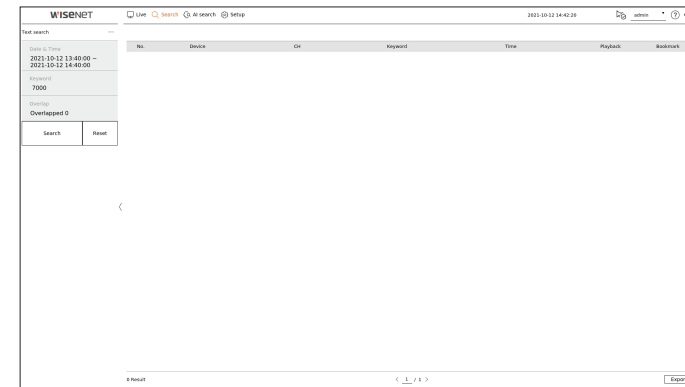 WISENET
Live Search AI search Setup
2021-10-12 14:42:20
admin
Text search
Date & Time
2021-10-12 13:40:00 ~
2021-10-12 14:40:00
Keyword
7000
Overlap
Overlapped 0
Search Reset
No. Device CH Keyword Time Playback Bookmark
0 Result
< 1 / 1 >
Expor